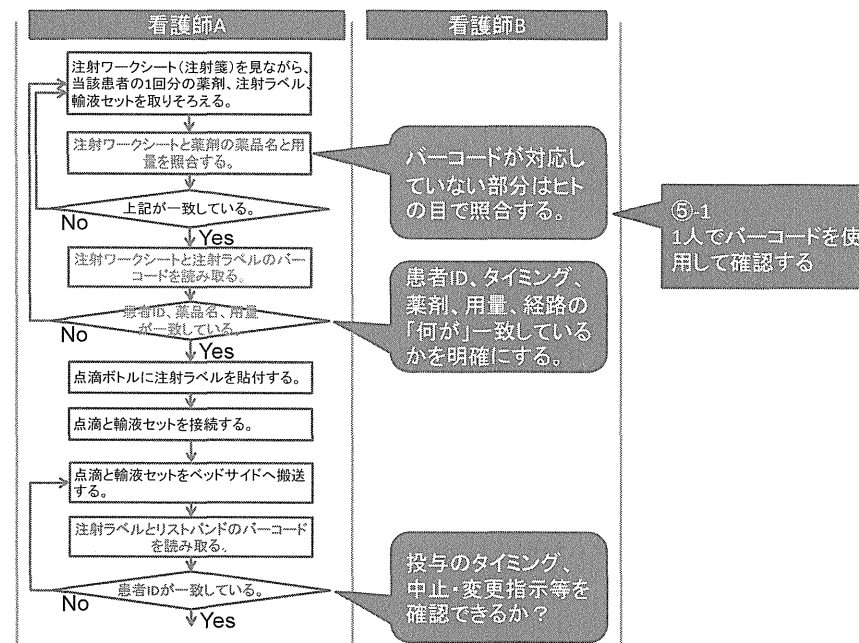 看護師A
看護師B
注射ワークシート（注射箋）を見ながら、
当該患者の1回分の薬剤、注射ラベル、
輸液セットを取りそろえる。
注射ワークシートと薬剤の薬品名と用
量を照合する。
バーコードが対応し
ていない部分はヒト
の目で照合する。
上記が一致している。
No
Yes
⑤-1
1人でバーコードを使
用して確認する
注射ワークシートと注射ラベルのバー
コードを読み取る。
患者ID、薬品名、用量
が一致している。
No
Yes
患者ID、タイミング、
薬剤、用量、経路の
「何が」一致している
かを明確にする。
点滴ボトルに注射ラベルを貼付する。
点滴と輸液セットを接続する。
点滴と輸液セットをベッドサイドへ搬送
する。
注射ラベルとリストバンドのバーコード
を読み取る。
患者IDが一致している。
No
Yes
投与のタイミング、
中止・変更指示等を
確認できるか？